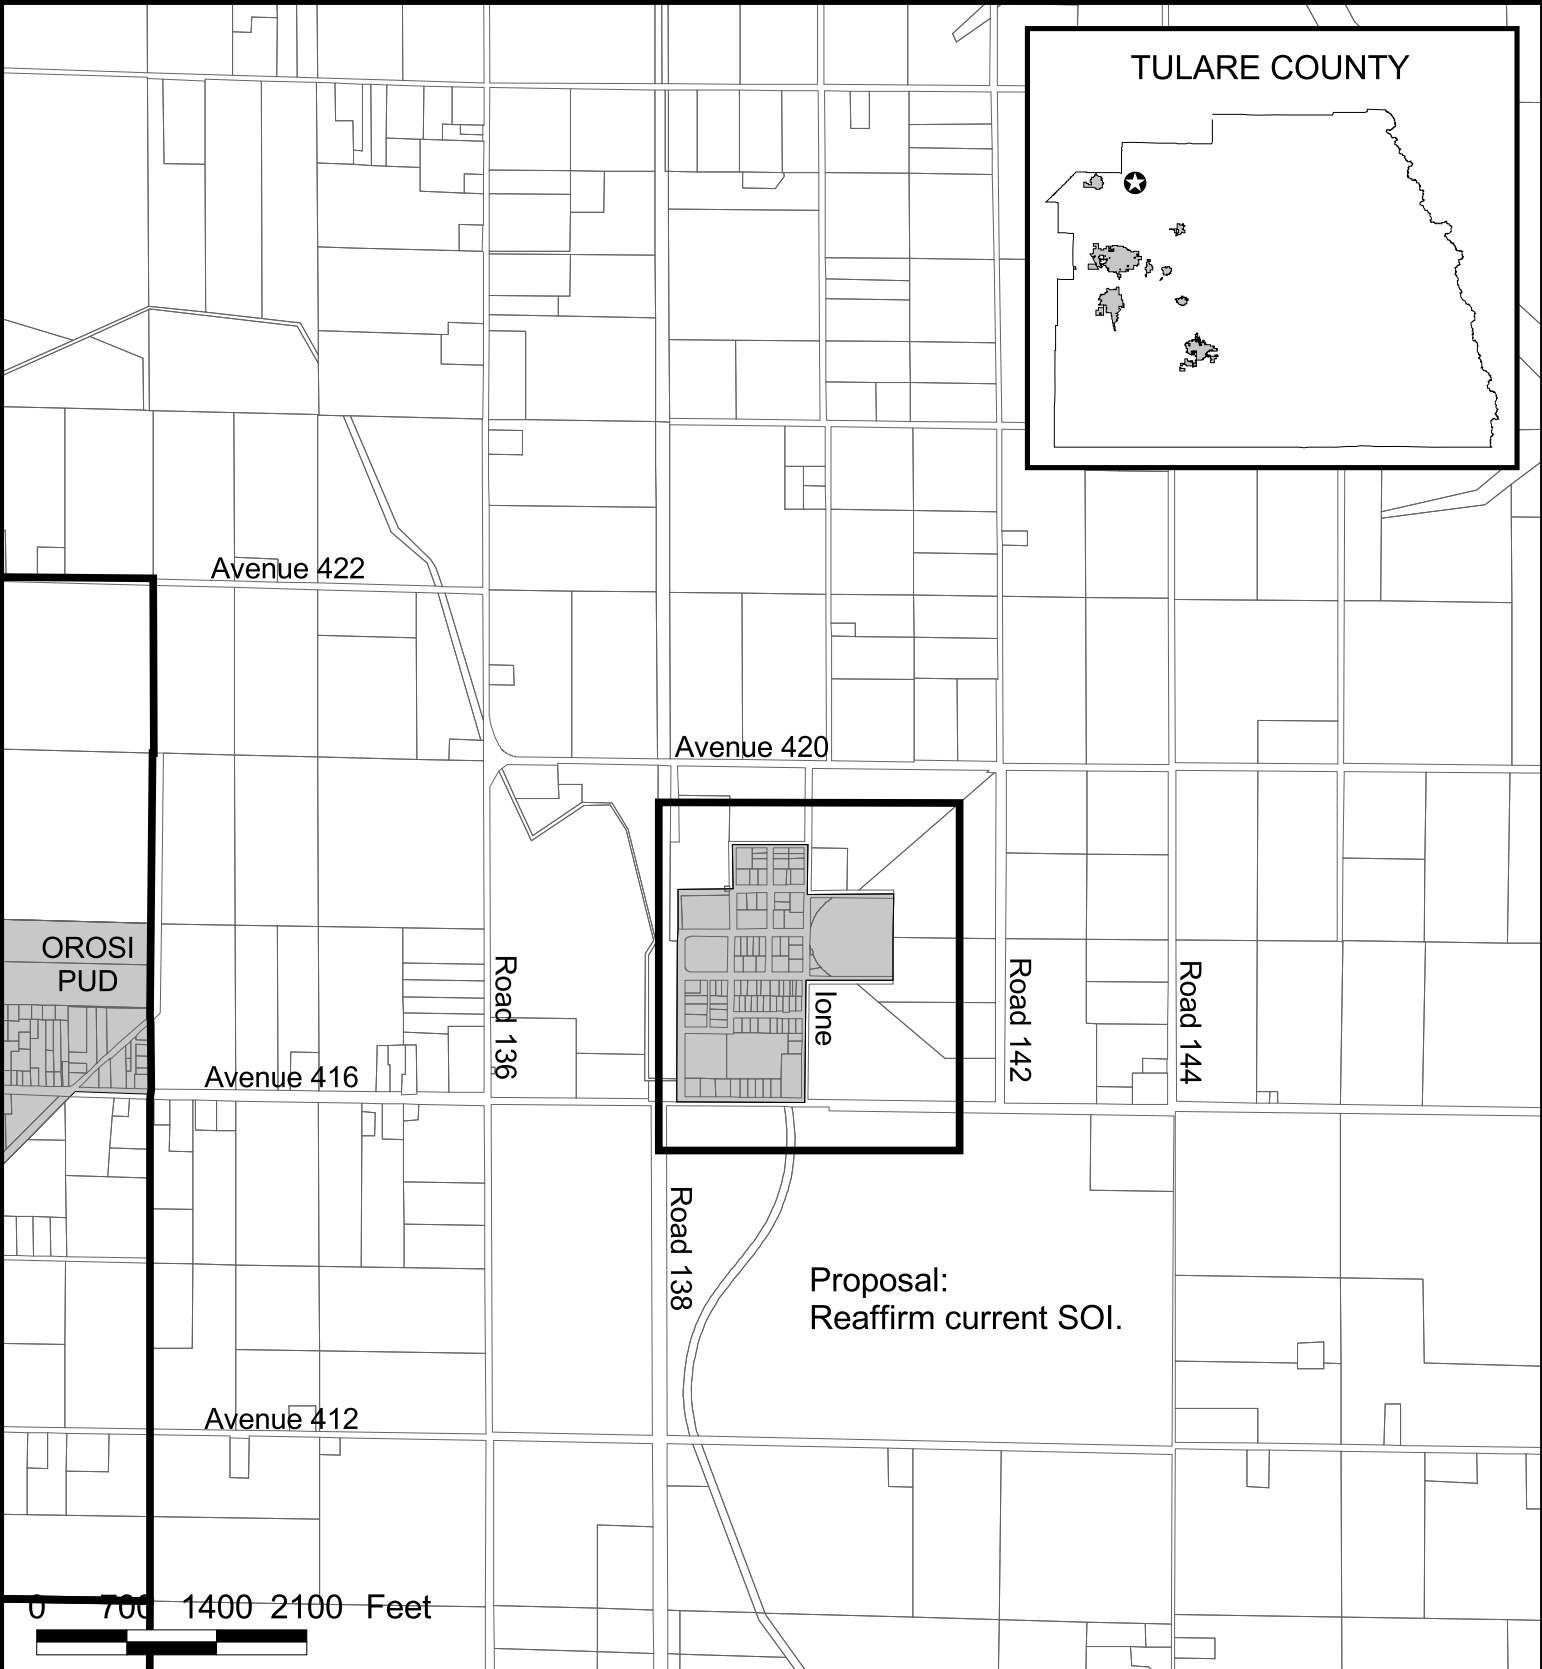 TULARE COUNTY
Avenue 422
Avenue 420
OROSI
PUD
Road 136
Ione
Road 142
Road 144
Avenue 416
Road 138
Proposal:
Reaffirm current SOI.
Avenue 412
0 700 1400 2100 Feet